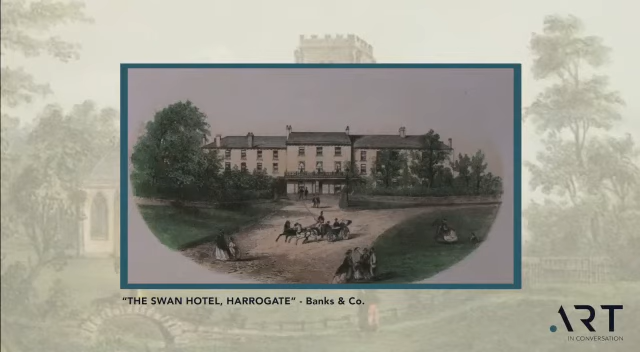 "THE SWAN HOTEL, HARROGATE" - Banks & Co.
ART
IN CONVERSATION